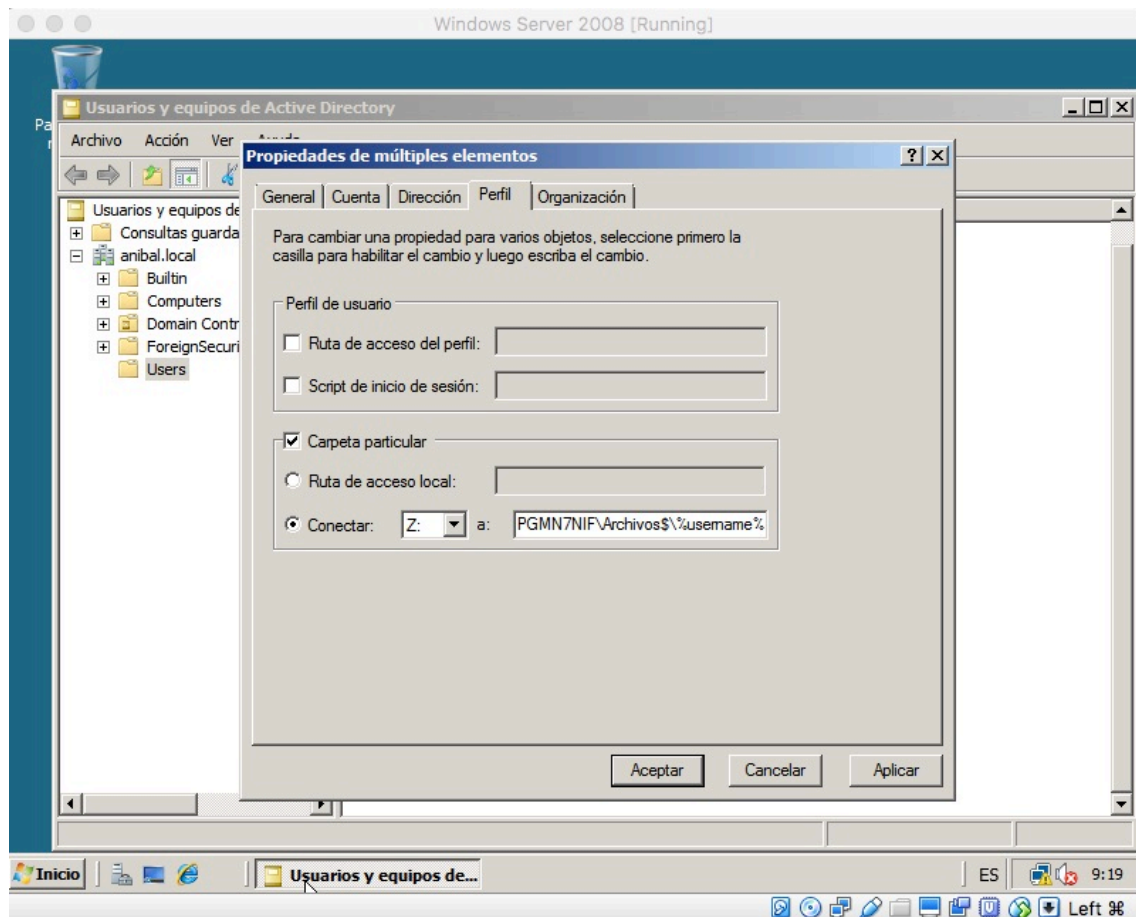 Windows Server 2008 [Running]
Usuarios y equipos de Active Directory
Archivo Acción Ver
Propiedades de múltiples elementos
General Cuenta Dirección Perfil Organización
Usuarios y equipos de
Consultas guarda
anibal.local
Builtin
Computers
Domain Contr
ForeignSecuri
Users
Para cambiar una propiedad para varios objetos, seleccione primero la
casilla para habilitar el cambio y luego escriba el cambio.
Perfil de usuario
Ruta de acceso del perfil:
Script de inicio de sesión:
Carpeta particular
Ruta de acceso local:
Conectar: Z: a: PGMN7NIF\Archivos$\%username%
Aceptar Cancelar Aplicar
Inicio Usuarios y equipos de... ES 9:19
Left ⌘